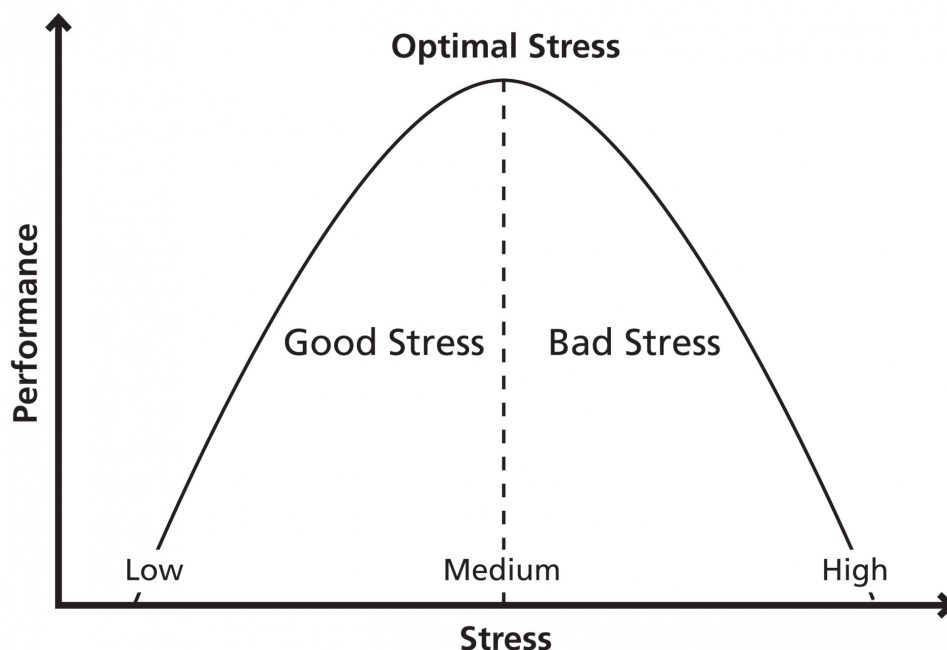 Optimal Stress
Performance
Good Stress
Bad Stress
Low
Medium
High
Stress